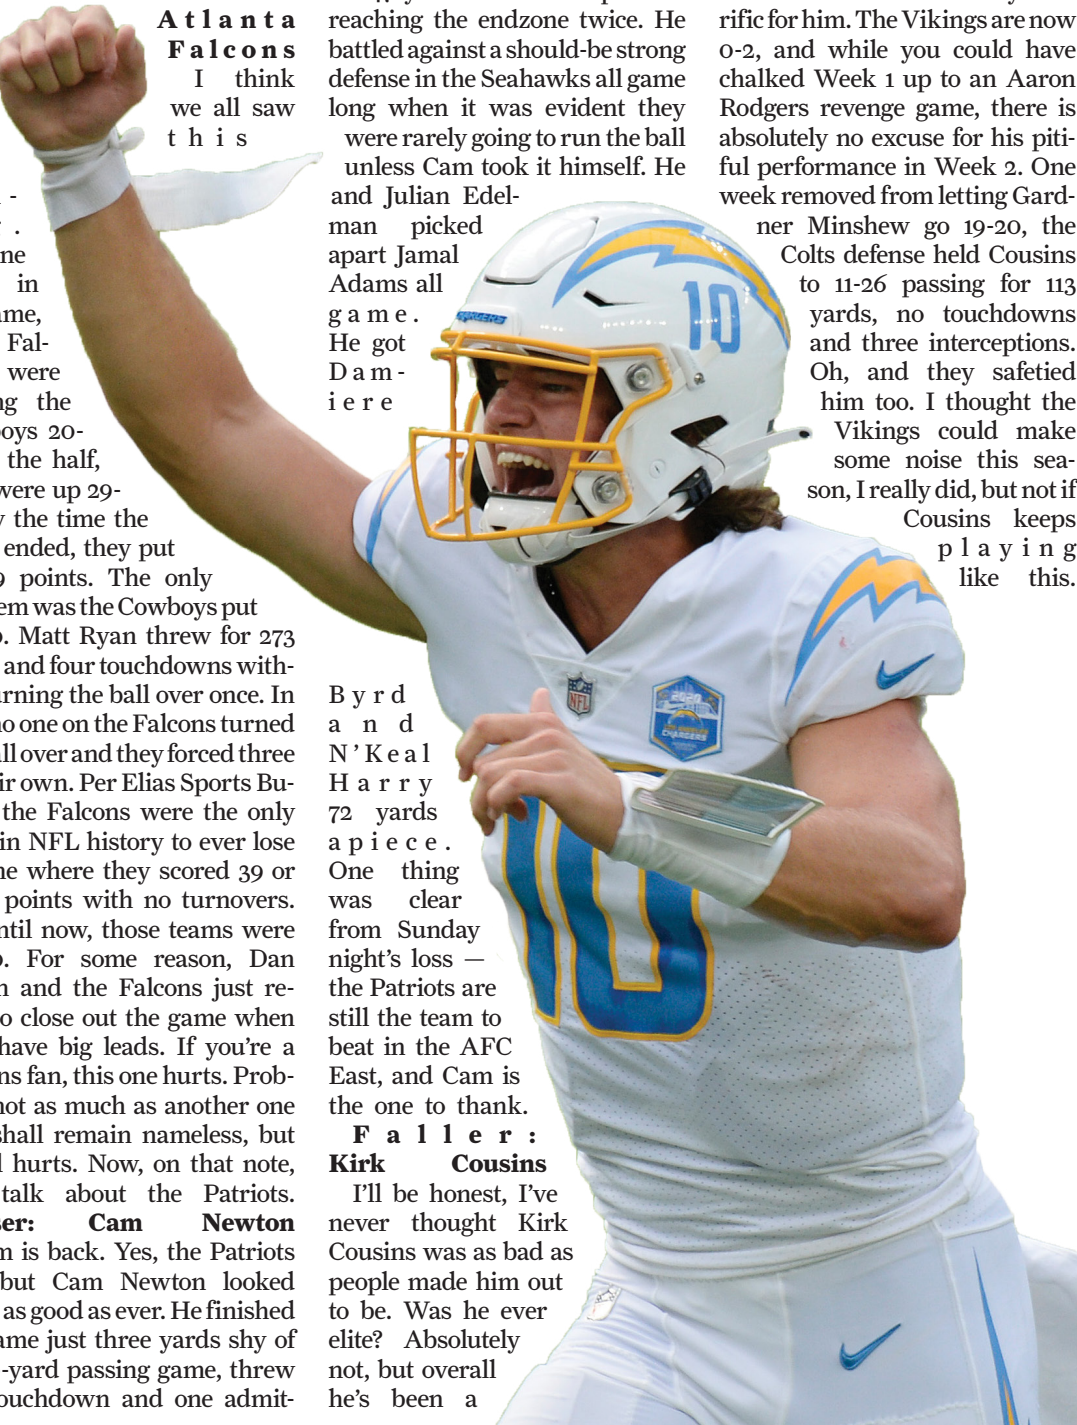 Atlanta
Falcons
I think
we all saw
this
-
.
ne
in
ame,
Fal-
were
ng the
boys 20-
the half,
were up 29-
y the time the
ended, they put
9 points. The only
em was the Cowboys put
0. Matt Ryan threw for 273
and four touchdowns with-
urning the ball over once. In
no one on the Falcons turned
all over and they forced three
eir own. Per Elias Sports Bu-
the Falcons were the only
in NFL history to ever lose
me where they scored 39 or
points with no turnovers.
ntil now, those teams were
0. For some reason, Dan
n and the Falcons just re-
to close out the game when
have big leads. If you're a
ns fan, this one hurts. Prob-
not as much as another one
shall remain nameless, but
l hurts. Now, on that note,
talk about the Patriots.
ser: Cam Newton
m is back. Yes, the Patriots
but Cam Newton looked
as good as ever. He finished
ame just three yards shy of
-yard passing game, threw
ouchdown and one admit-
reaching the endzone twice. He
battled against a should-be strong
defense in the Seahawks all game
long when it was evident they
were rarely going to run the ball
unless Cam took it himself. He
and Julian Edel-
man picked
apart Jamal
Adams all
game.
He got
Dam-
iere
Byrd
and
N'Keal
Harry
72 yards
apiece.
One thing
was clear
from Sunday
night's loss —
the Patriots are
still the team to
beat in the AFC
East, and Cam is
the one to thank.
Faller:
Kirk Cousins
I'll be honest, I've
never thought Kirk
Cousins was as bad as
people made him out
to be. Was he ever
elite? Absolutely
not, but overall
he's been a
rific for him. The Vikings are now
0-2, and while you could have
chalked Week 1 up to an Aaron
Rodgers revenge game, there is
absolutely no excuse for his piti-
ful performance in Week 2. One
week removed from letting Gard-
ner Minshew go 19-20, the
Colts defense held Cousins
to 11-26 passing for 113
yards, no touchdowns
and three interceptions.
Oh, and they safetied
him too. I thought the
Vikings could make
some noise this sea-
son, I really did, but not if
Cousins keeps
playing
like this.
10
CHARGERS
NFL
2020
LOS ANGELES
CHARGERS
10